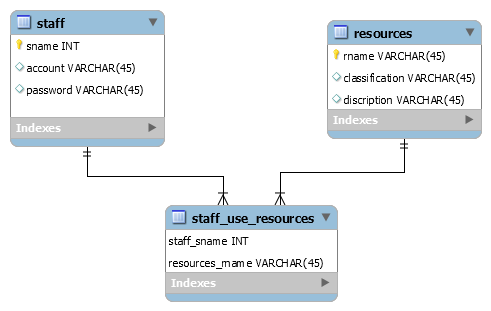 staff
sname INT
account VARCHAR(45)
password VARCHAR(45)
Indexes
resources
rname VARCHAR(45)
classification VARCHAR(45)
discription VARCHAR(45)
Indexes
staff_use_resources
staff_sname INT
resources_rname VARCHAR(45)
Indexes